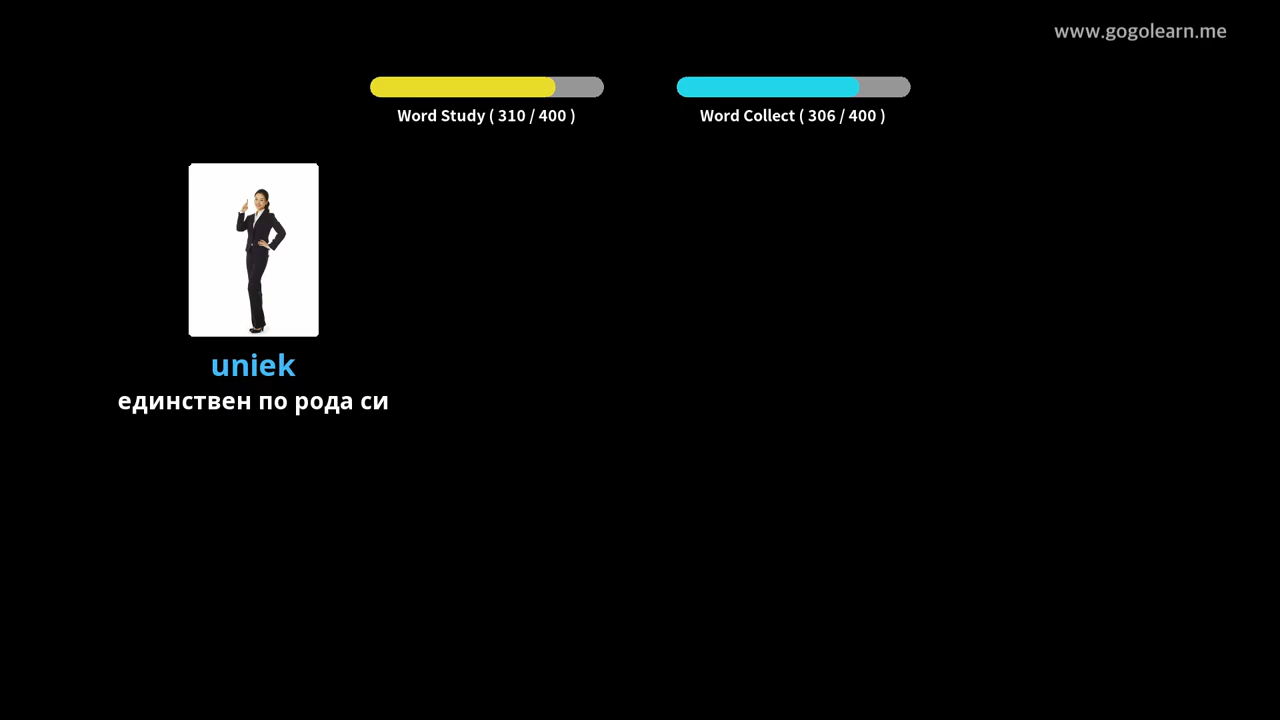 www.gogolearn.me
Word Study ( 310 / 400 )
Word Collect ( 306 / 400 )
uniek
единствен по рода си